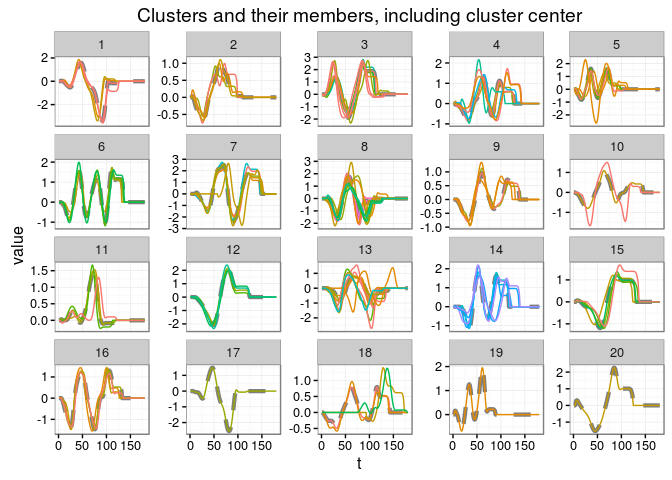 Clusters and their members, including cluster center
1 2 3 4 5
2 0 -2
1.0 0.5 0.0 -0.5
3 2 1 0 -1 -2
2 1 0 -1
2 1 0 -1 -2
6 7 8 9 10
2 1 0 -1
3 2 1 0 -1 -2 -3
3 2 1 0 -1 -2
1.0 0.5 0.0 -0.5 -1.0
1 0 -1
value
11 12 13 14 15
1.5 1.0 0.5 0.0
2 1 0 -1 -2
1 0 -1 -2
2 1 0 -1
1 0 -1
16 17 18 19 20
1 0 -1
1 0 -1 -2
1.0 0.5 0.0 -0.5
2 1 0
2 1 0 -1
0 50 100 150 0 50 100 150 0 50 100 150 0 50 100 150 0 50 100 150
t